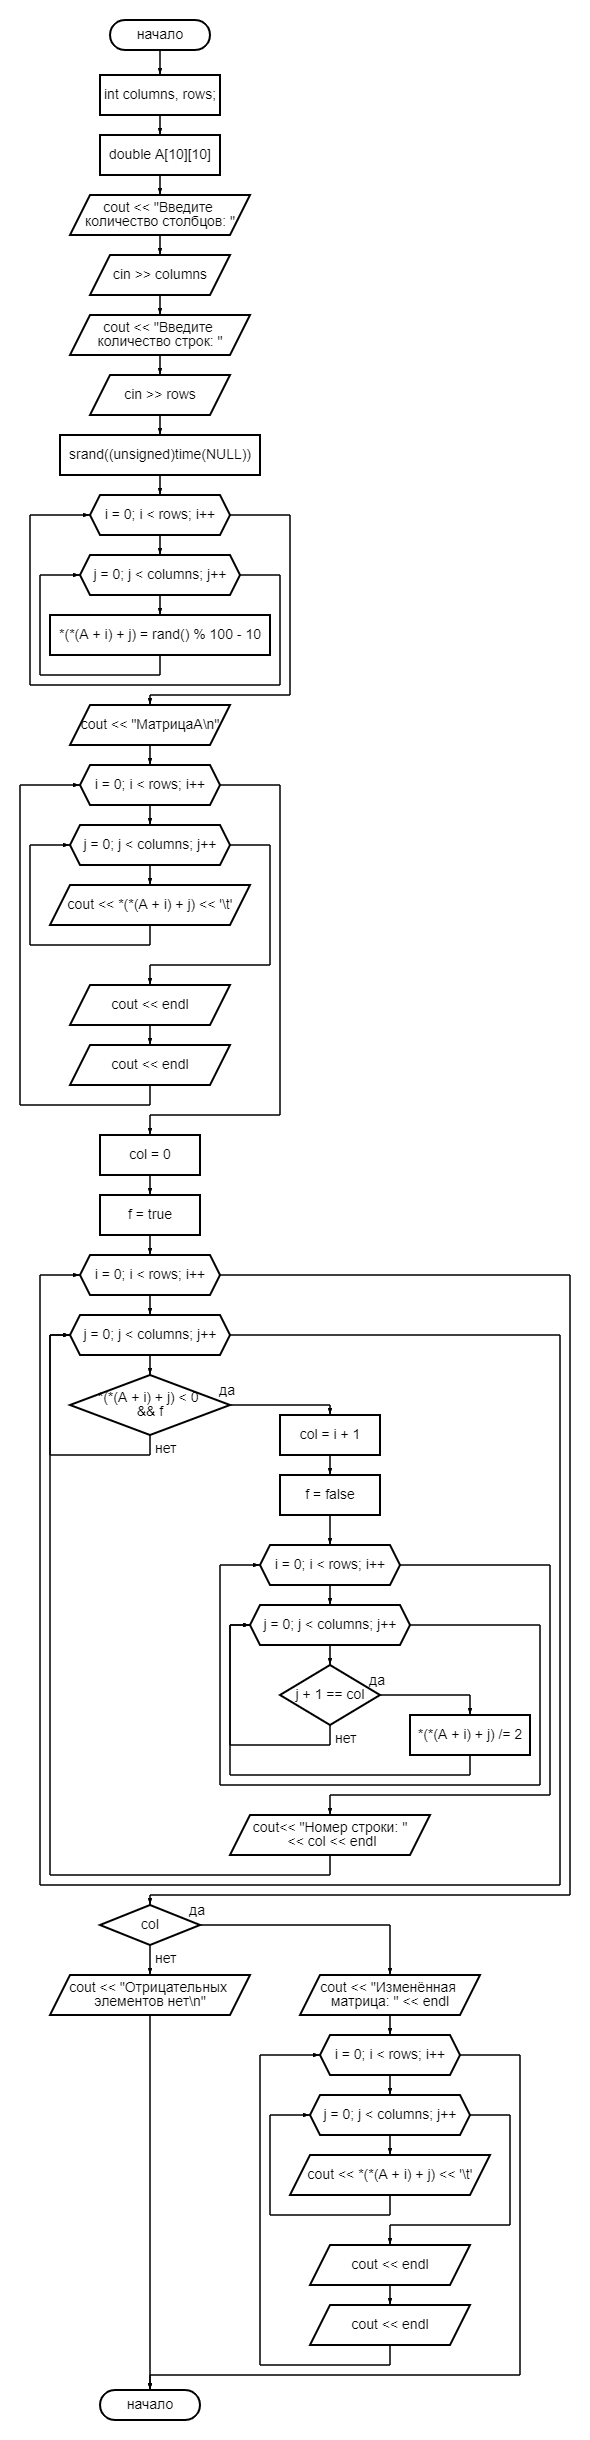 начало
int columns, rows;
double A[10][10]
cout << "Введите
количество столбцов: "
cin >> columns
cout << "Введите
количество строк: "
cin >> rows
srand((unsigned)time(NULL))
i = 0; i < rows; i++
j = 0; j < columns; j++
*(*(A + i) + j) = rand() % 100 - 10
cout << "МатрицаА\n"
i = 0; i < rows; i++
j = 0; j < columns; j++
cout << *(*(A + i) + j) << '\t'
cout << endl
cout << endl
col = 0
f = true
i = 0; i < rows; i++
j = 0; j < columns; j++
*(*(A + i) + j) < 0
&& f
да
нет
col = i + 1
f = false
i = 0; i < rows; i++
j = 0; j < columns; j++
j + 1 == col
да
нет
*(*(A + i) + j) /= 2
cout<< "Номер строки: "
<< col << endl
col
да
нет
cout << "Отрицательных
элементов нет\n"
cout << "Изменённая
матрица: " << endl
i = 0; i < rows; i++
j = 0; j < columns; j++
cout << *(*(A + i) + j) << '\t'
cout << endl
cout << endl
начало